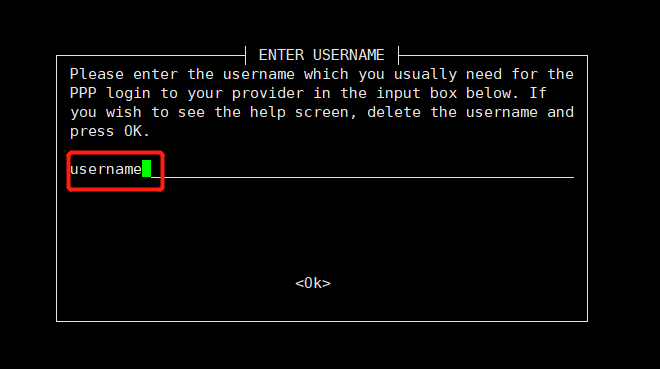 ENTER USERNAME
Please enter the username which you usually need for the
PPP login to your provider in the input box below. If
you wish to see the help screen, delete the username and
press OK.
username
<Ok>